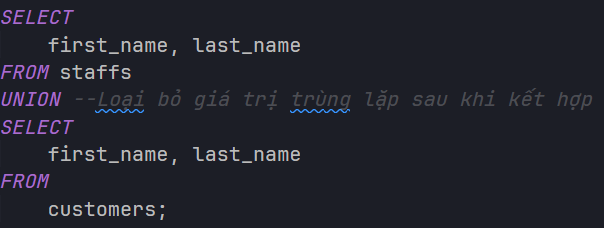 SELECT
first_name, last_name
FROM staffs
UNION --Loại bỏ giá trị trùng lặp sau khi kết hợp
SELECT
first_name, last_name
FROM
customers;